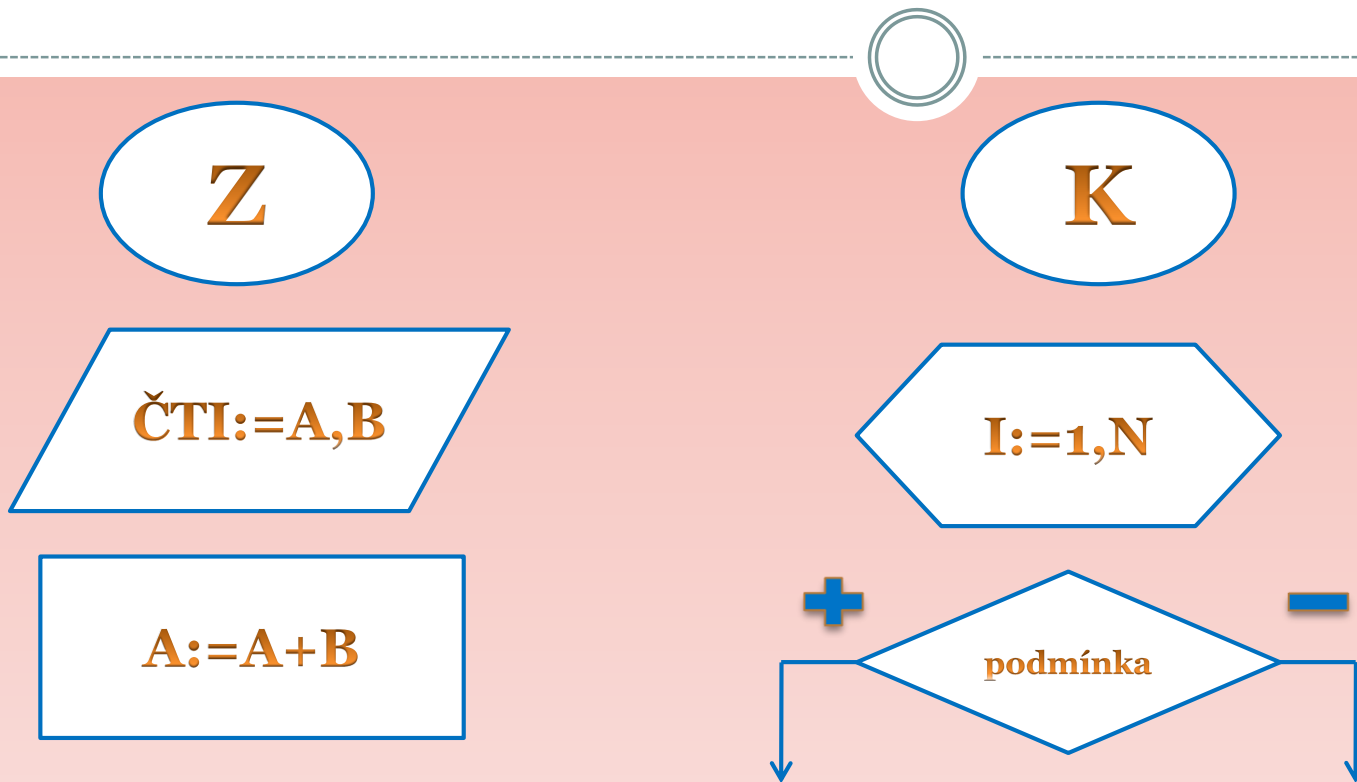 Z
K
ČTI:=A,B
I:=1,N
A:=A+B
+
-
podmínka